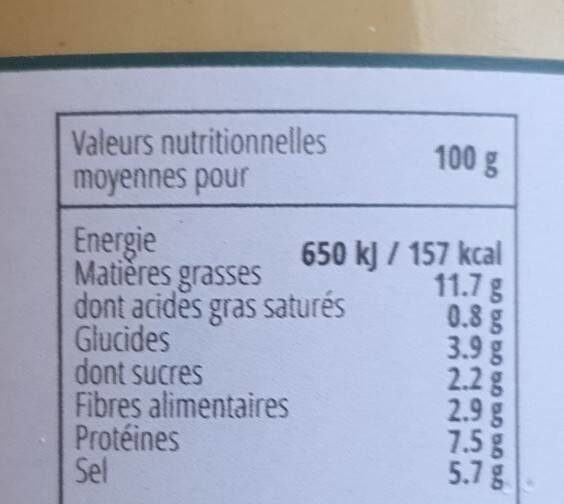 Valeurs nutritionnelles
moyennes pour 100 g
Energie 650 kJ / 157 kcal
Matières grasses 11.7 g
dont acides gras saturés 0.8 g
Glucides 3.9 g
dont sucres 2.2 g
Fibres alimentaires 2.9 g
Protéines 7.5 g
Sel 5.7 g